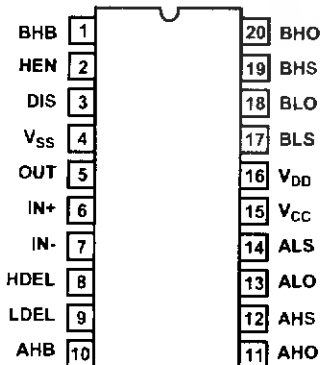 BHB 1 20 BHO
HEN 2 19 BHS
DIS 3 18 BLO
VSS 4 17 BLS
OUT 5 16 VDD
IN+ 6 15 VCC
IN- 7 14 ALS
HDEL 8 13 ALO
LDEL 9 12 AHS
AHB 10 11 AHO